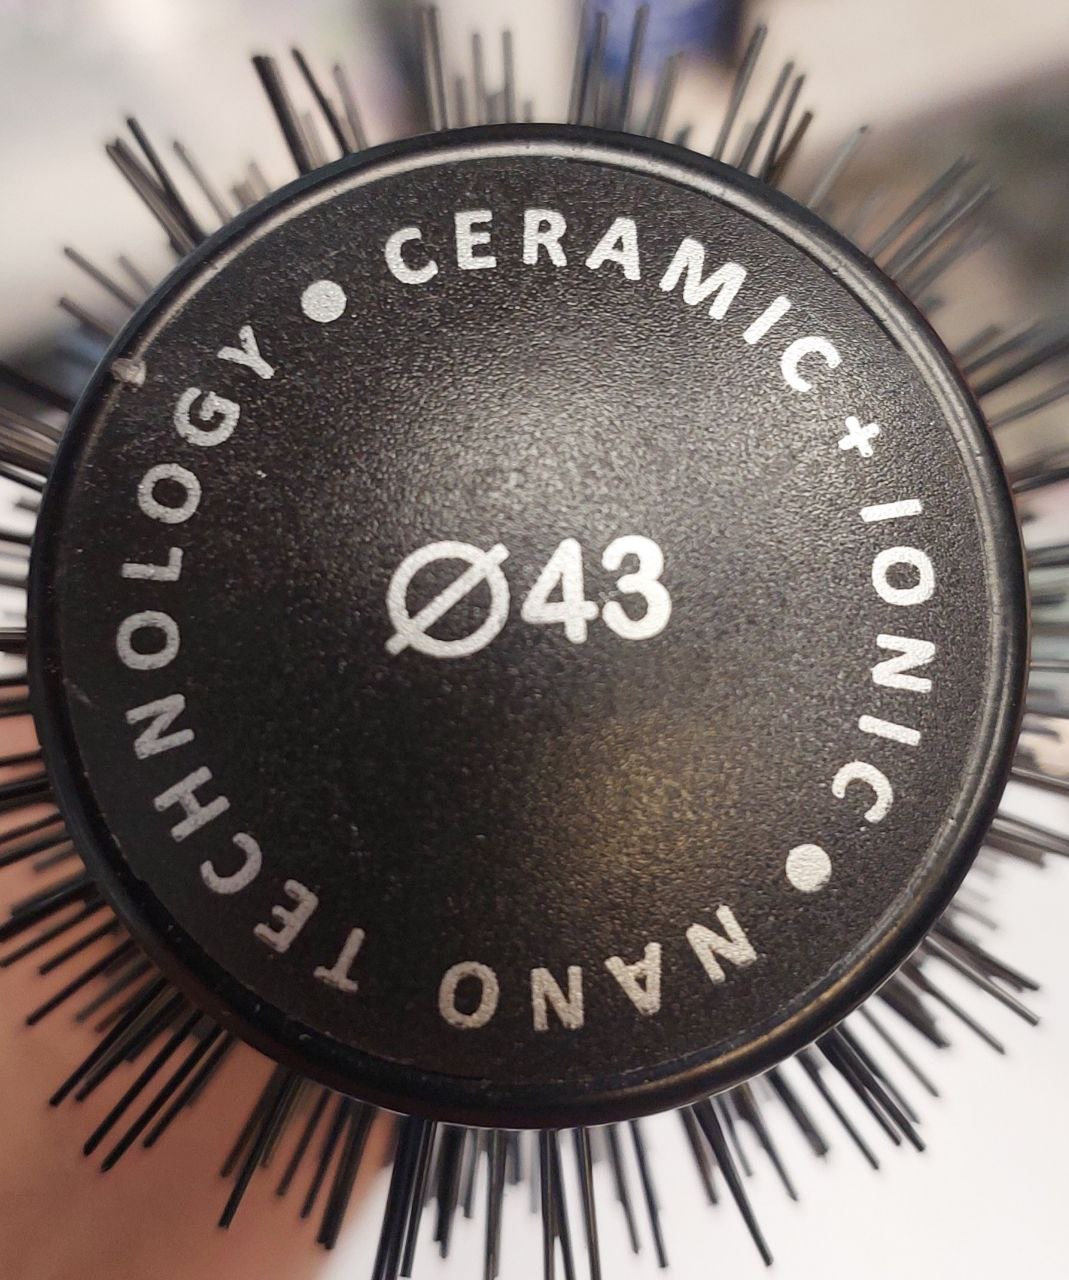 CERAMIC + IONIC • NANO TECHNOLOGY •
Ø43